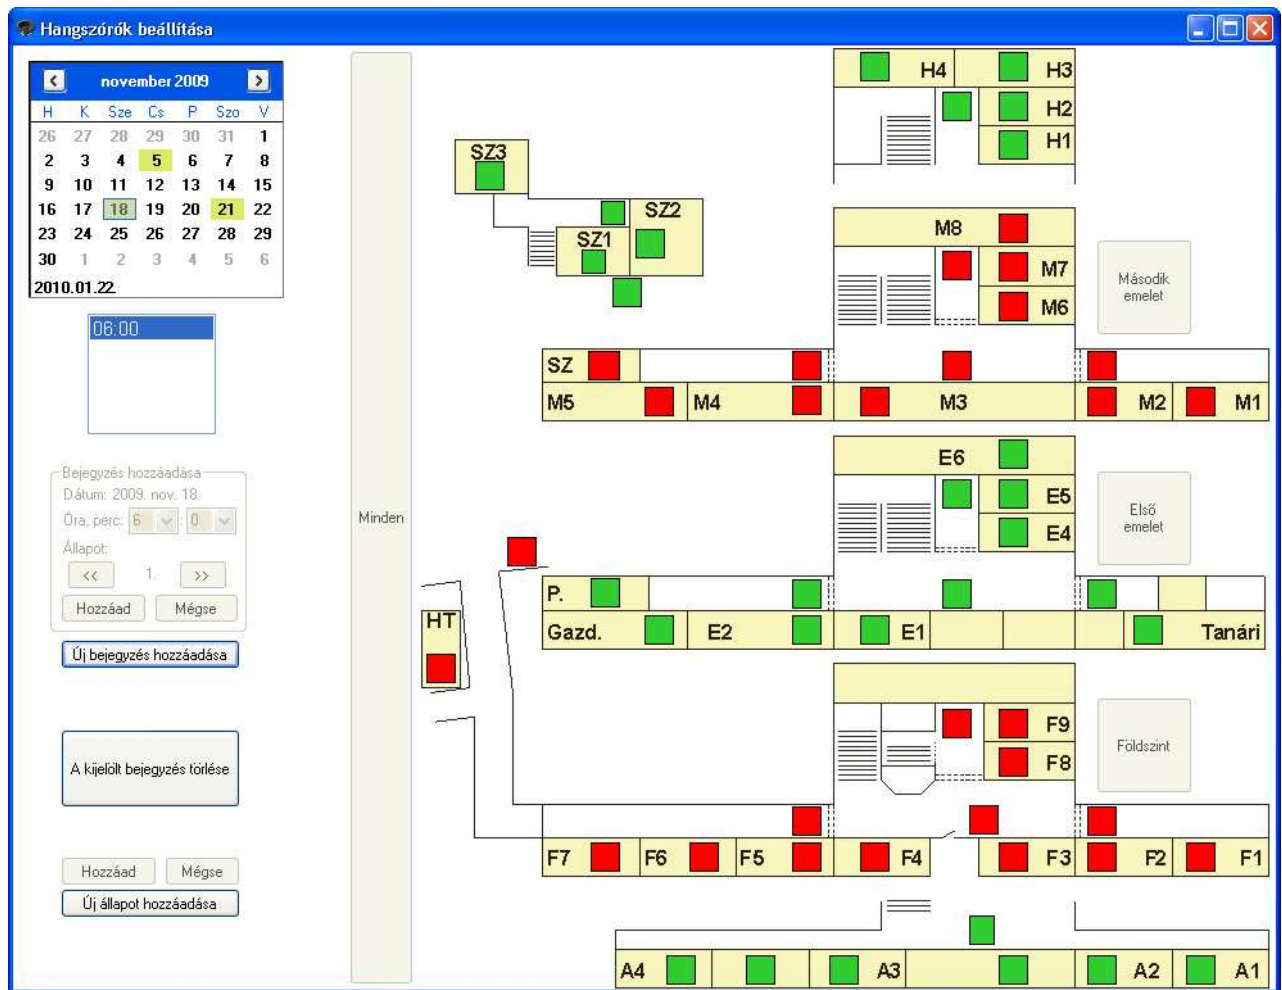 Hangszórók beállítása
november 2009
H K Sze Cs P Szo V
26 27 28 29 30 31 1
2 3 4 5 6 7 8
9 10 11 12 13 14 15
16 17 18 19 20 21 22
23 24 25 26 27 28 29
30 1 2 3 4 5 6
2010.01.22.
06:00
Bejegyzés hozzáadása
Dátum: 2009. nov. 18.
Óra, perc: 6 : 0
Állapot:
<< 1. >>
Hozzáad Mégse
Új bejegyzés hozzáadása
A kijelölt bejegyzés törlése
Hozzáad Mégse
Új állapot hozzáadása
Minden
H4 H3
H2
H1
SZ3
SZ2
SZ1
M8
M7
M6
Második
emelet
SZ
M5 M4 M3 M2 M1
E6
E5
E4
Első
emelet
P.
Gazd. E2 E1 Tanári
HT
F9
F8
Földszint
F7 F6 F5 F4 F3 F2 F1
A4 A3 A2 A1